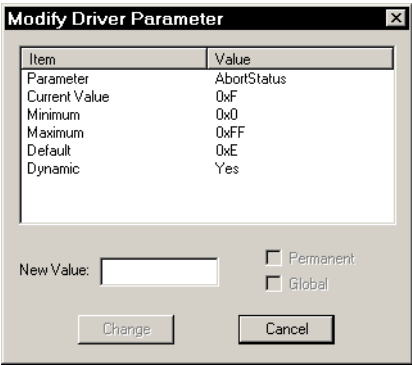 Modify Driver Parameter
Item Value
Parameter AbortStatus
Current Value 0xF
Minimum 0x0
Maximum 0xFF
Default 0xE
Dynamic Yes
New Value:
Permanent
Global
Change Cancel